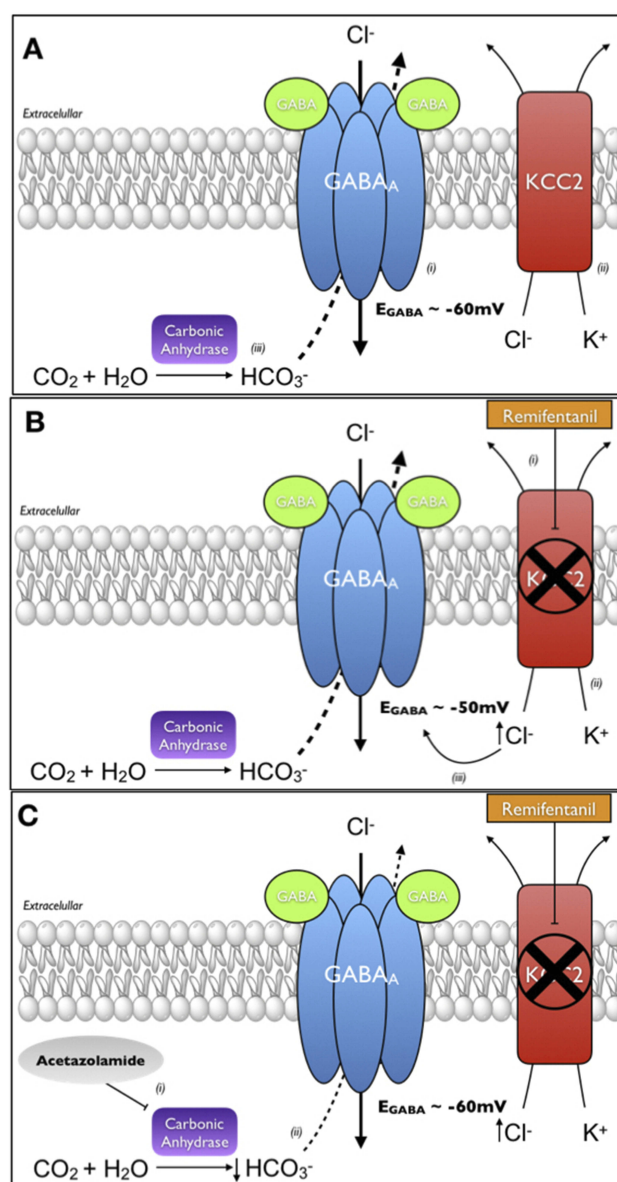 A
Cl-
GABA
GABA
Extracelullar
GABAA
KCC2
(i)
(ii)
EGABA ~ -60mV
Carbonic
Anhydrase
(iii)
Cl-
K+
CO2 + H2O
HCO3-
B
Remifentanil
Cl-
(i)
GABA
GABA
Extracelullar
GABAA
KCC2
(ii)
EGABA ~ -50mV
Carbonic
Anhydrase
↑Cl-
K+
(iii)
CO2 + H2O
HCO3-
C
Remifentanil
Cl-
GABA
GABA
Extracelullar
GABAA
KCC2
Acetazolamide
(i)
EGABA ~ -60mV
Carbonic
Anhydrase
(ii)
↑Cl-
K+
CO2 + H2O
↓ HCO3-